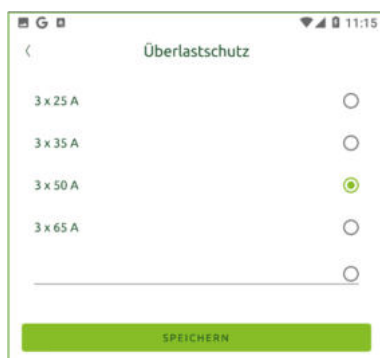 G 11:15
Überlastschutz
3 x 25 A
3 x 35 A
3 x 50 A
3 x 65 A
SPEICHERN